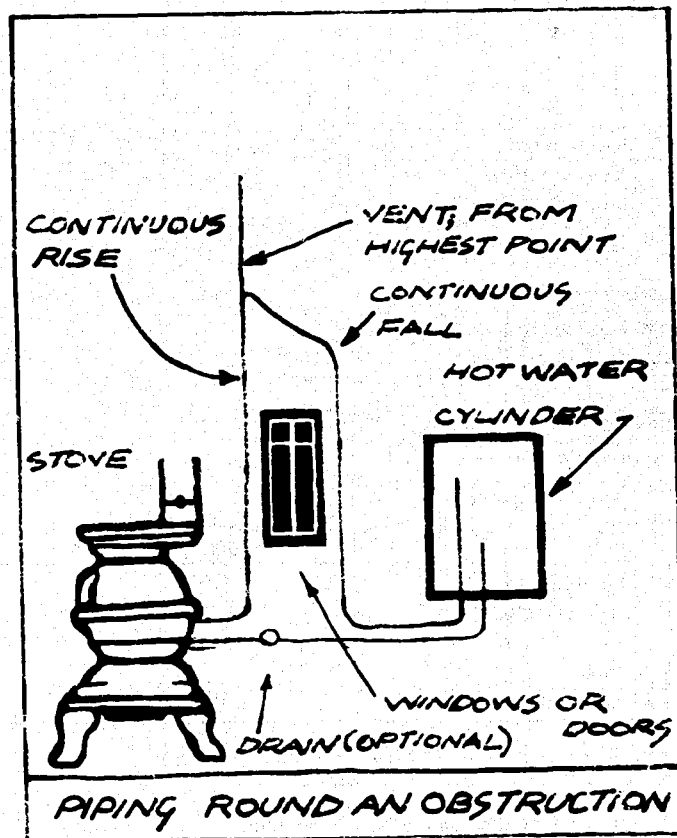 CONTINUOUS
RISE
VENT, FROM
HIGHEST POINT
CONTINUOUS
FALL
HOT WATER
CYLINDER
STOVE
WINDOWS OR
DOORS
DRAIN (OPTIONAL)
PIPING ROUND AN OBSTRUCTION